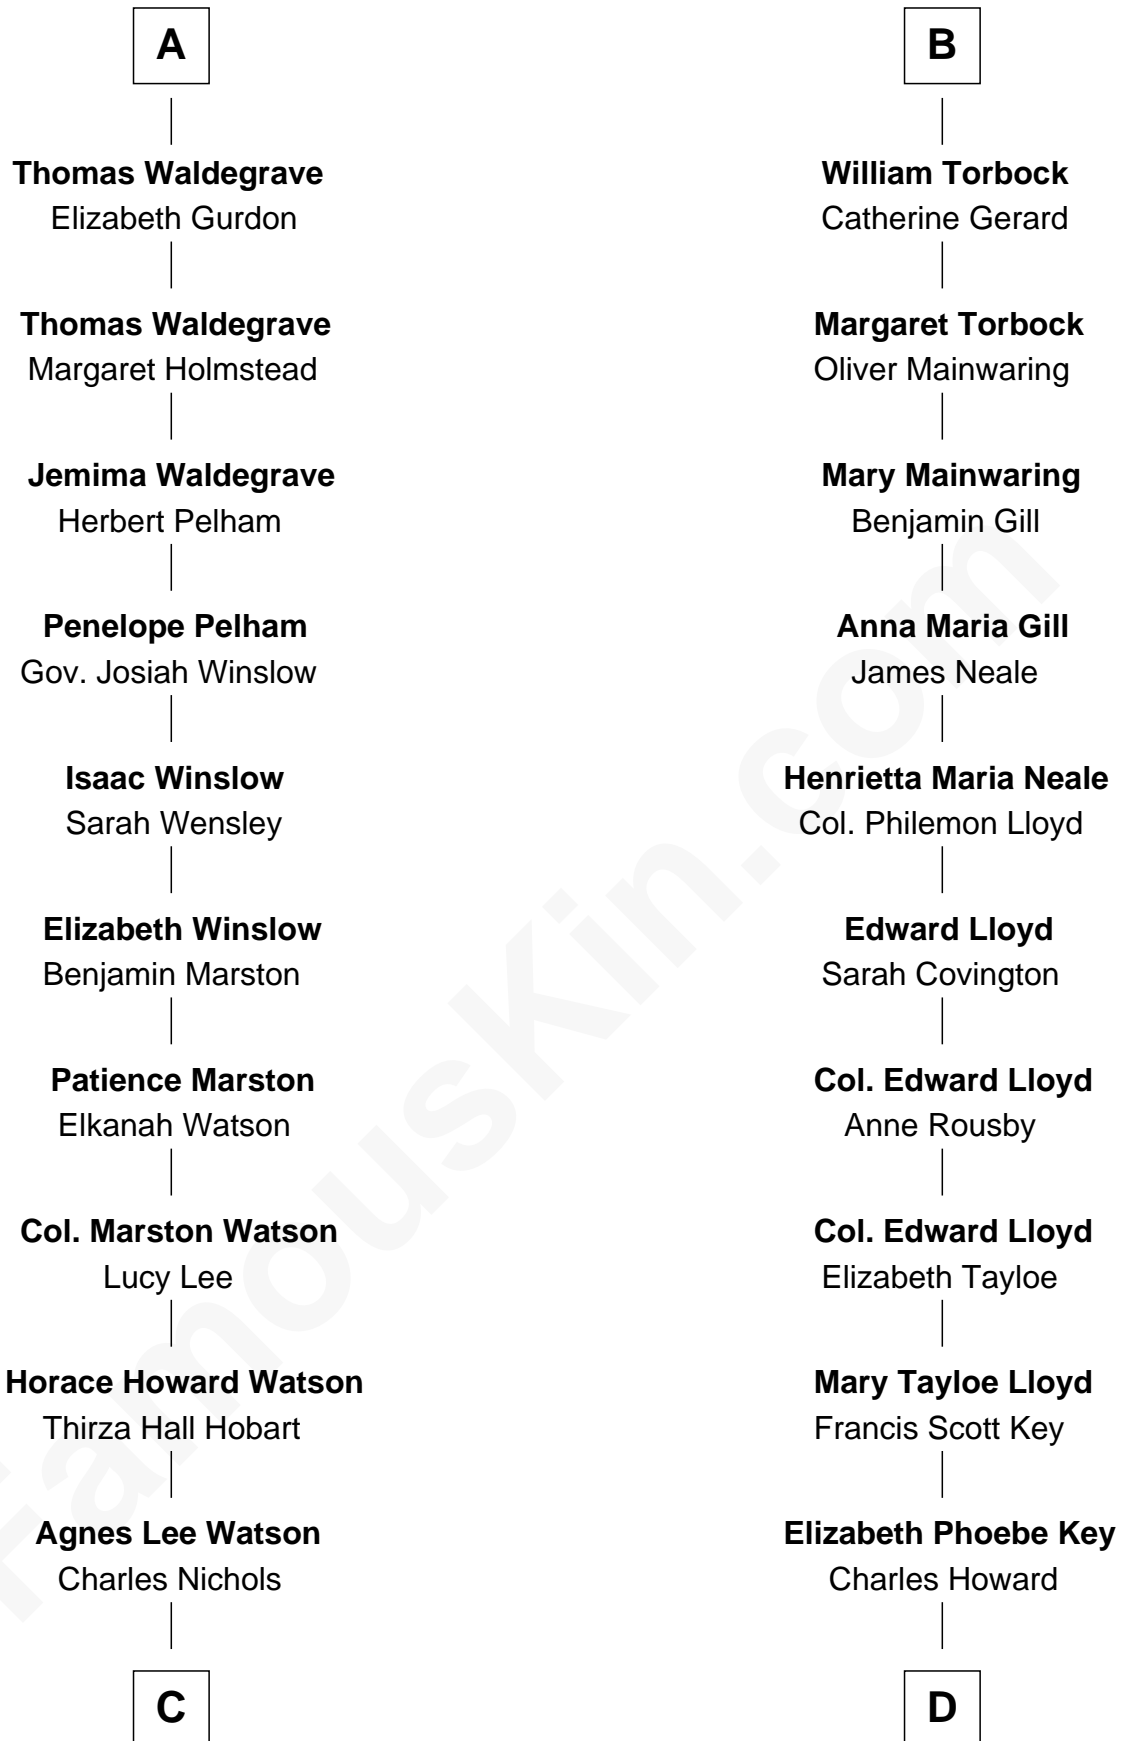 A
Thomas Waldegrave
Elizabeth Gurdon
Thomas Waldegrave
Margaret Holmstead
Jemima Waldegrave
Herbert Pelham
Penelope Pelham
Gov. Josiah Winslow
Isaac Winslow
Sarah Wensley
Elizabeth Winslow
Benjamin Marston
Patience Marston
Elkanah Watson
Col. Marston Watson
Lucy Lee
Horace Howard Watson
Thirza Hall Hobart
Agnes Lee Watson
Charles Nichols
C
B
William Torbock
Catherine Gerard
Margaret Torbock
Oliver Mainwaring
Mary Mainwaring
Benjamin Gill
Anna Maria Gill
James Neale
Henrietta Maria Neale
Col. Philemon Lloyd
Edward Lloyd
Sarah Covington
Col. Edward Lloyd
Anne Rousby
Col. Edward Lloyd
Elizabeth Tayloe
Mary Tayloe Lloyd
Francis Scott Key
Elizabeth Phoebe Key
Charles Howard
D
FamousKin.com